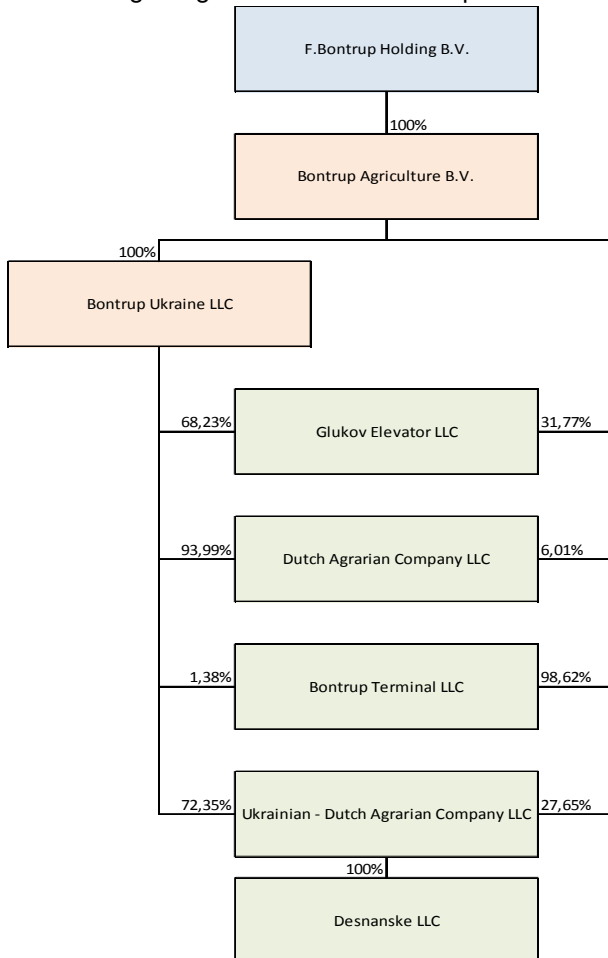 F.Bontrup Holding B.V.
100%
Bontrup Agriculture B.V.
100%
Bontrup Ukraine LLC
68,23%
Glukov Elevator LLC
31,77%
93,99%
Dutch Agrarian Company LLC
6,01%
1,38%
Bontrup Terminal LLC
98,62%
72,35%
Ukrainian - Dutch Agrarian Company LLC
27,65%
100%
Desnanske LLC